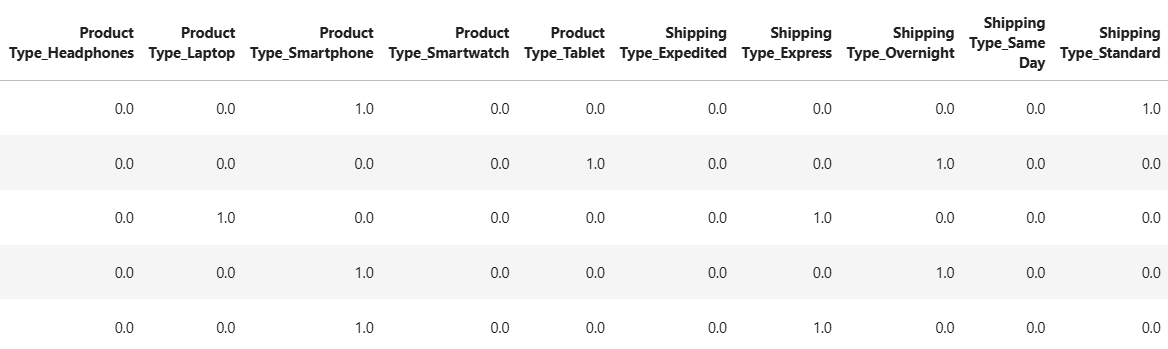 Product Type_Headphones Product Type_Laptop Product Type_Smartphone Product Type_Smartwatch Product Type_Tablet Shipping Type_Expedited Shipping Type_Express Shipping Type_Overnight Shipping Type_Same Day Shipping Type_Standard
0.0 0.0 1.0 0.0 0.0 0.0 0.0 0.0 0.0 1.0
0.0 0.0 0.0 0.0 1.0 0.0 0.0 1.0 0.0 0.0
0.0 1.0 0.0 0.0 0.0 0.0 1.0 0.0 0.0 0.0
0.0 0.0 1.0 0.0 0.0 0.0 0.0 1.0 0.0 0.0
0.0 0.0 1.0 0.0 0.0 0.0 1.0 0.0 0.0 0.0